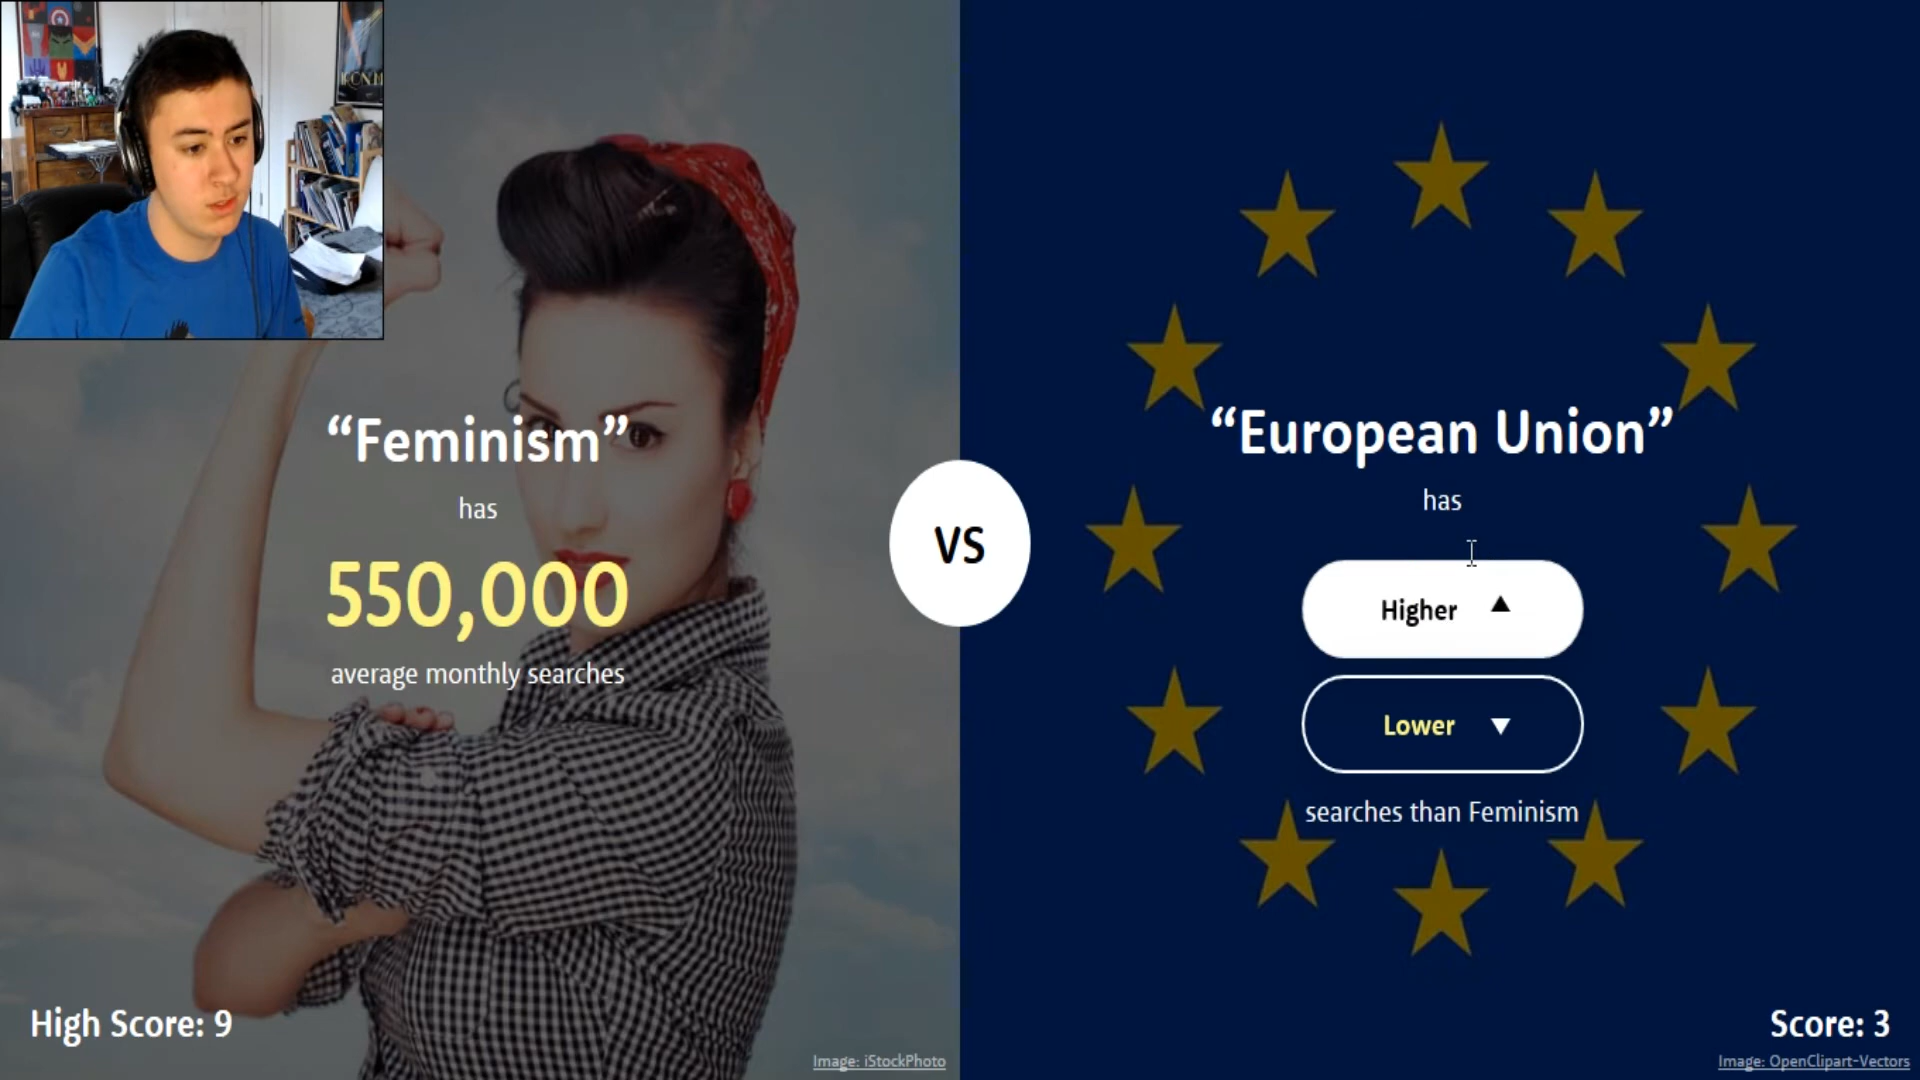 “Feminism”
has
550,000
average monthly searches
VS
“European Union”
has
Higher
Lower
searches than Feminism
High Score: 9
Score: 3
Image: iStockPhoto
Image: OpenClipart-Vectors